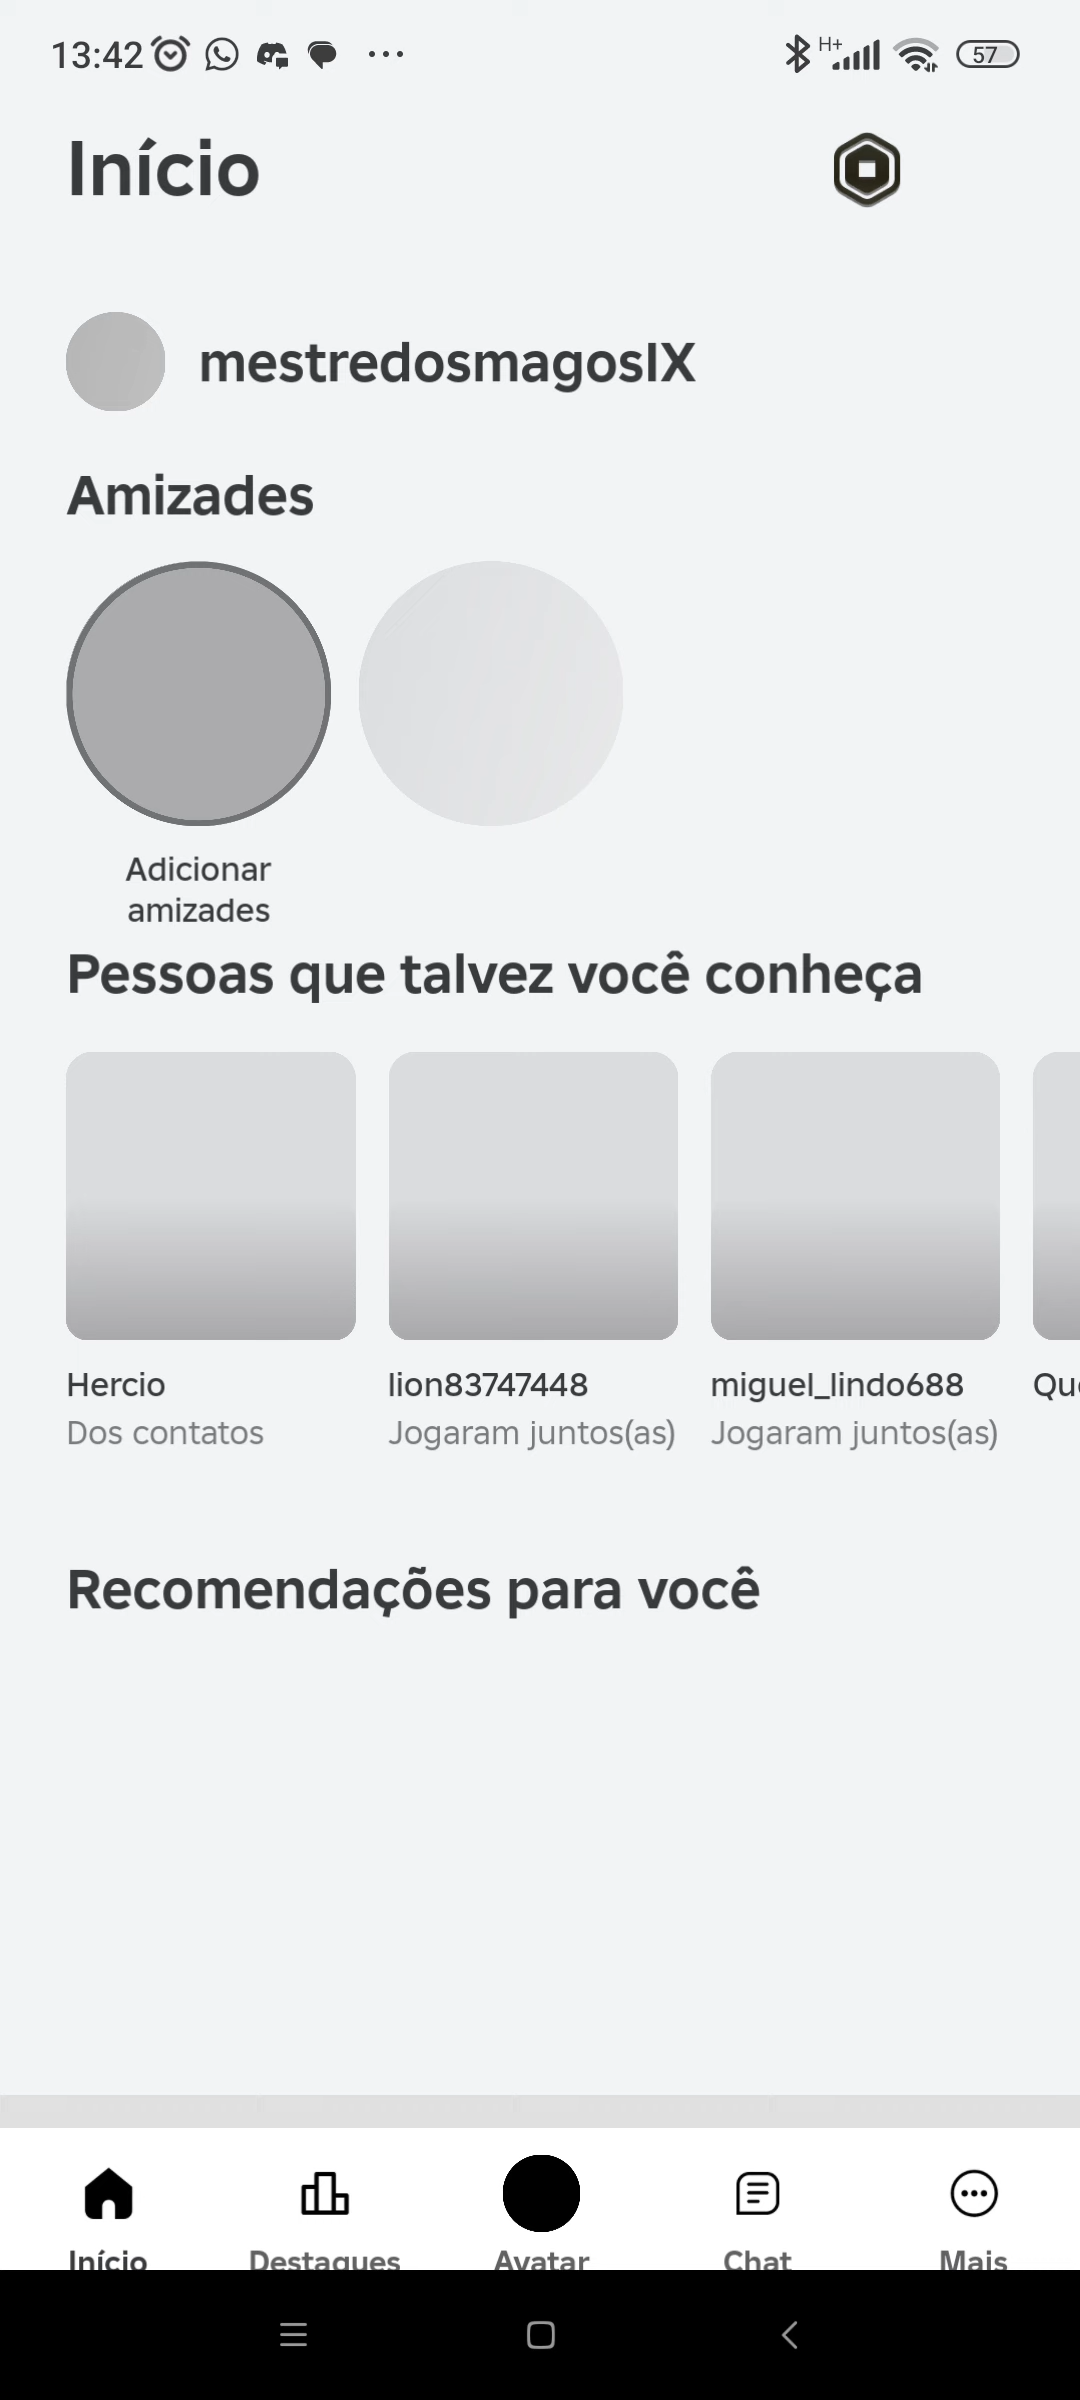 13:42
H+
57
Início
mestredosmagosIX
Amizades
Adicionar
amizades
Pessoas que talvez você conheça
Hercio
lion83747448
miguel_lindo688
Dos contatos
Jogaram juntos(as)
Jogaram juntos(as)
Recomendações para você
Início
Destaques
Avatar
Chat
Mais